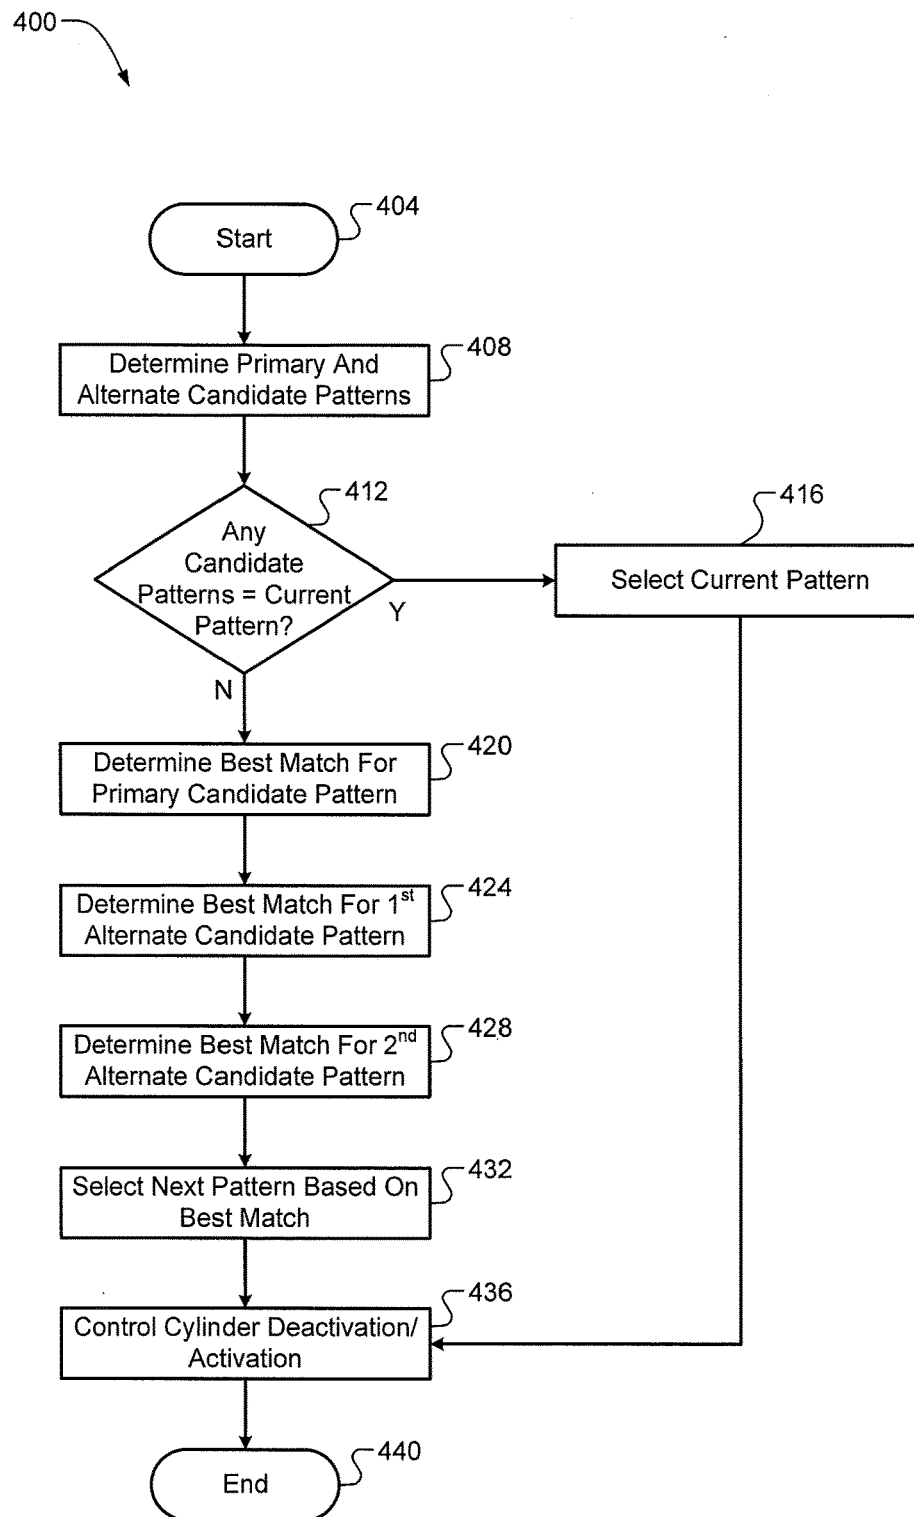 400
404
Start
408
Determine Primary And
Alternate Candidate Patterns
412
Any
Candidate
Patterns = Current
Pattern?
Y
N
416
Select Current Pattern
420
Determine Best Match For
Primary Candidate Pattern
424
Determine Best Match For 1st
Alternate Candidate Pattern
428
Determine Best Match For 2nd
Alternate Candidate Pattern
432
Select Next Pattern Based On
Best Match
436
Control Cylinder Deactivation/
Activation
440
End